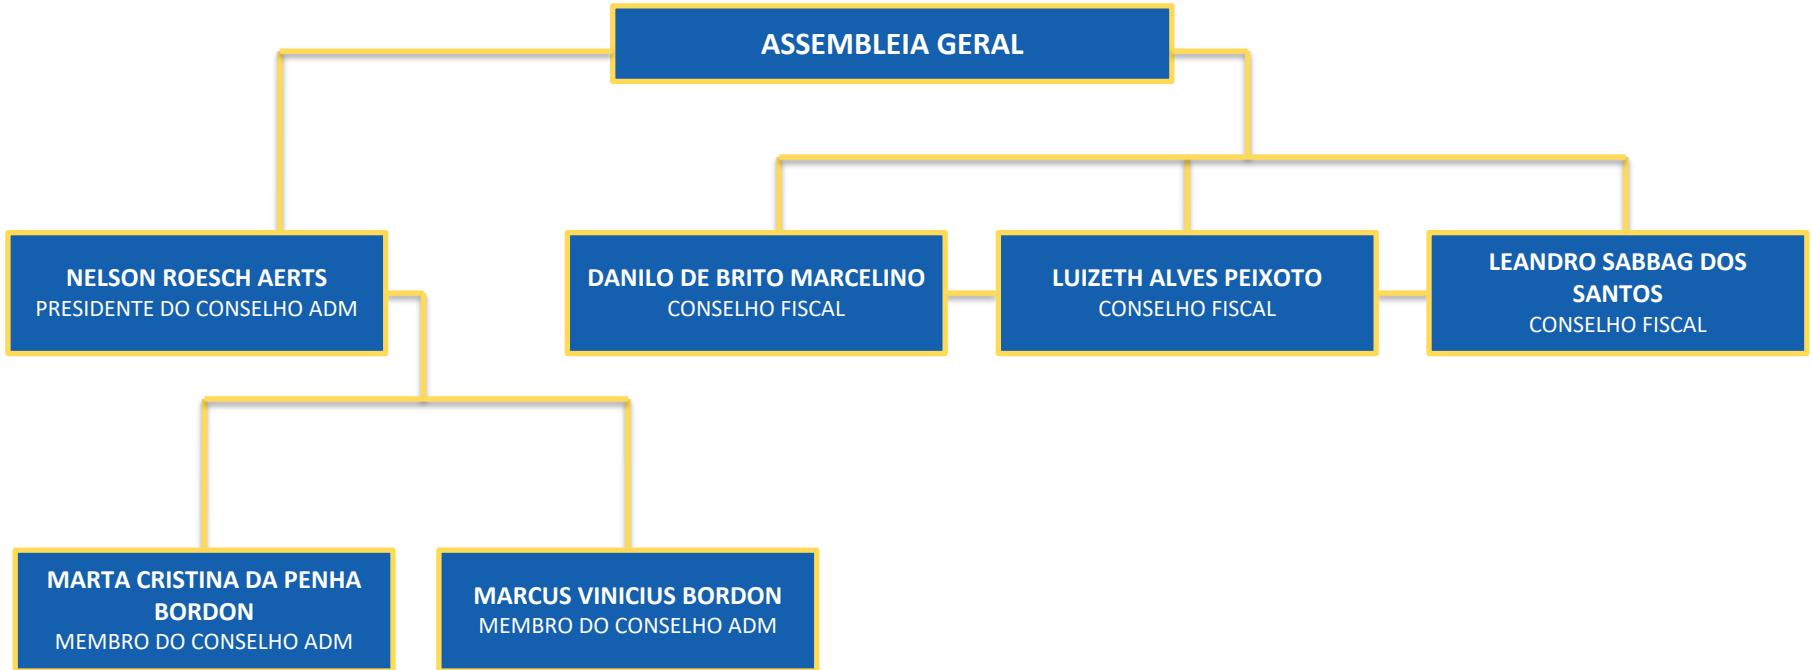 ASSEMBLEIA GERAL
NELSON ROESCH AERTS
PRESIDENTE DO CONSELHO ADM
DANILO DE BRITO MARCELINO
CONSELHO FISCAL
LUIZETH ALVES PEIXOTO
CONSELHO FISCAL
LEANDRO SABBAG DOS
SANTOS
CONSELHO FISCAL
MARTA CRISTINA DA PENHA
BORDON
MEMBRO DO CONSELHO ADM
MARCUS VINICIUS BORDON
MEMBRO DO CONSELHO ADM